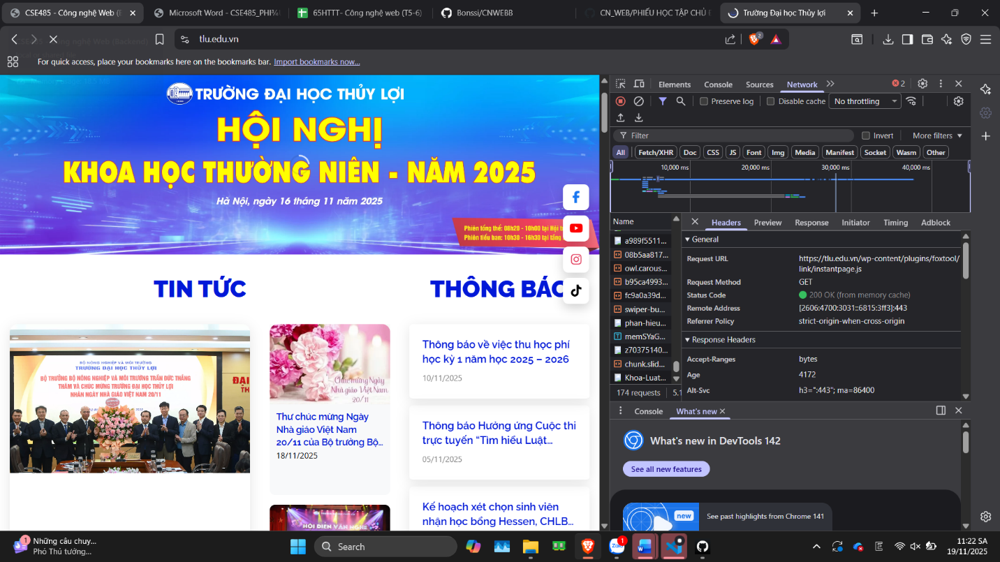 CSE485 - Công nghệ Web (
Microsoft Word - CSE485_PHI¾
65HTTT- Công nghệ web (T5-6)
Bonssi/CNWEBB
CN_WEB/PHIẾU HỌC TẬP CHỦ
Trường Đại học Thủy lợi
tlu.edu.vn
2
For quick access, place your bookmarks here on the bookmarks bar. Import bookmarks now...
TRƯỜNG ĐẠI HỌC THỦY LỢI
HỘI NGHỊ
KHOA HỌC THƯỜNG NIÊN - NĂM 2025
Hà Nội, ngày 16 tháng 11 năm 2025
Phiên tổng thể: 08h20 - 10h00 tại Hội
Phiên tiểu ban: 10h30 - 16h30 tại tầng
TIN TỨC
THÔNG BÁO
BỘ NÔNG NGHIỆP VÀ MÔI TRƯỜNG
TRƯỜNG ĐẠI HỌC THỦY LỢI
BỘ TRƯỞNG BỘ NÔNG NGHIỆP VÀ MÔI TRƯỜNG TRẦN ĐỨC THẮNG
THĂM VÀ CHÚC MỪNG TRƯỜNG ĐẠI HỌC THỦY LỢI
NHÂN NGÀY NHÀ GIÁO VIỆT NAM 20/11
Chúc mừng Ngày
Nhà giáo Việt Nam
20/11
Thư chúc mừng Ngày
Nhà giáo Việt Nam
20/11 của Bộ trưởng Bộ...
18/11/2025
Thông báo về việc thu học phí
học kỳ 1 năm học 2025 – 2026
10/11/2025
Thông báo Hưởng ứng Cuộc thi
trực tuyến “Tìm hiểu Luật...
05/11/2025
Kế hoạch xét chọn sinh viên
nhận học bổng Hessen, CHLB...
HỘI DIỄN VĂN NGHỆ
Elements
Console
Sources
Network
2
Preserve log
Disable cache
No throttling
Filter
Invert
More filters
All
Fetch/XHR
Doc
CSS
JS
Font
Img
Media
Manifest
Socket
Wasm
Other
10,000 ms
20,000 ms
30,000 ms
40,000 ms
Name
a989f5511...
08b5aa817...
owl.carous...
b95ca4993...
fc9a0a39d...
swiper-bu...
phan-hieu...
memSYaG...
z70375140...
chunk.slid...
Khoa-Luat...
174 requests
5.1
Headers
Preview
Response
Initiator
Timing
Adblock
General
Request URL
https://tlu.edu.vn/wp-content/plugins/foxtool/
link/instantpage.js
Request Method
GET
Status Code
200 OK (from memory cache)
Remote Address
[2606:4700:3031::6815:3ff3]:443
Referrer Policy
strict-origin-when-cross-origin
Response Headers
Accept-Ranges
bytes
Age
4172
Alt-Svc
h3=":443"; ma=86400
Console
What's new
What's new in DevTools 142
See all new features
new
See past highlights from Chrome 141
1
Những câu chuy...
Phó Thủ tướng...
Search
Zalo
1
11:22 SA
19/11/2025